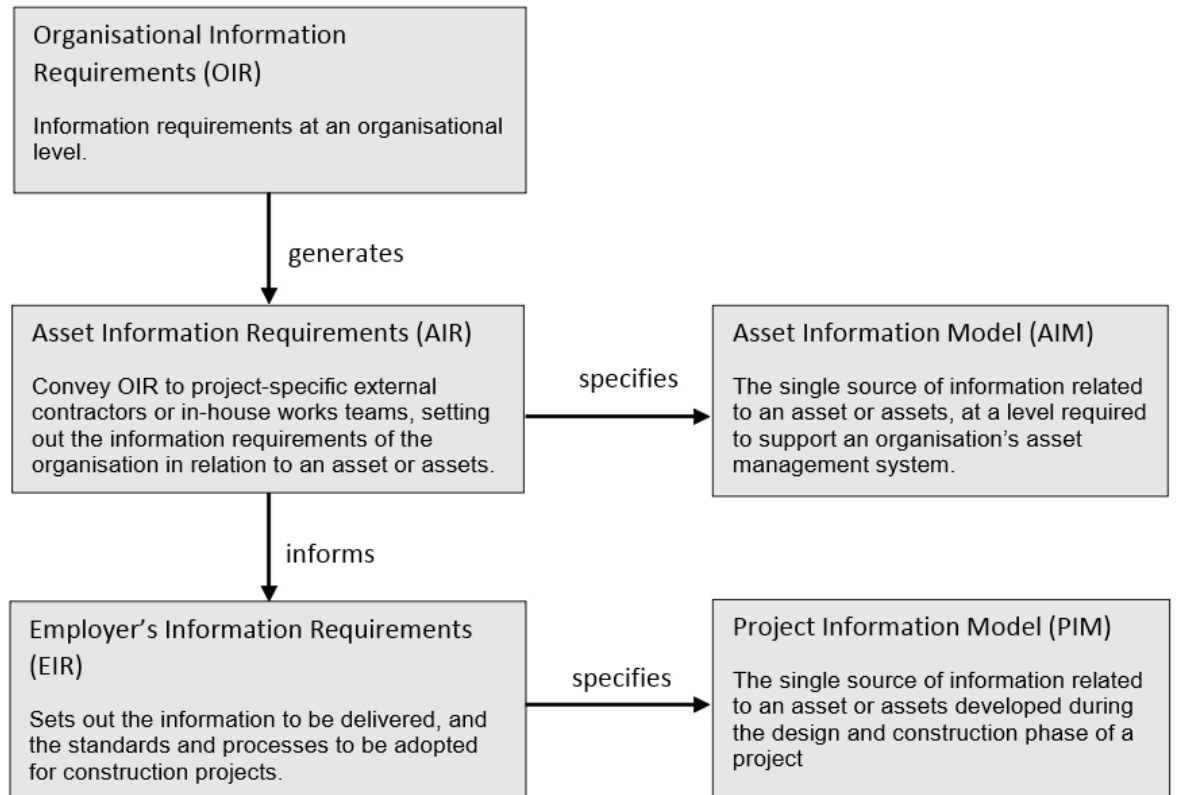 Organisational Information
Requirements (OIR)
Information requirements at an organisational
level.
generates
Asset Information Requirements (AIR)
Convey OIR to project-specific external
contractors or in-house works teams, setting
out the information requirements of the
organisation in relation to an asset or assets.
specifies
Asset Information Model (AIM)
The single source of information related
to an asset or assets, at a level required
to support an organisation's asset
management system.
informs
Employer's Information Requirements
(EIR)
Sets out the information to be delivered, and
the standards and processes to be adopted
for construction projects.
specifies
Project Information Model (PIM)
The single source of information related
to an asset or assets developed during
the design and construction phase of a
project